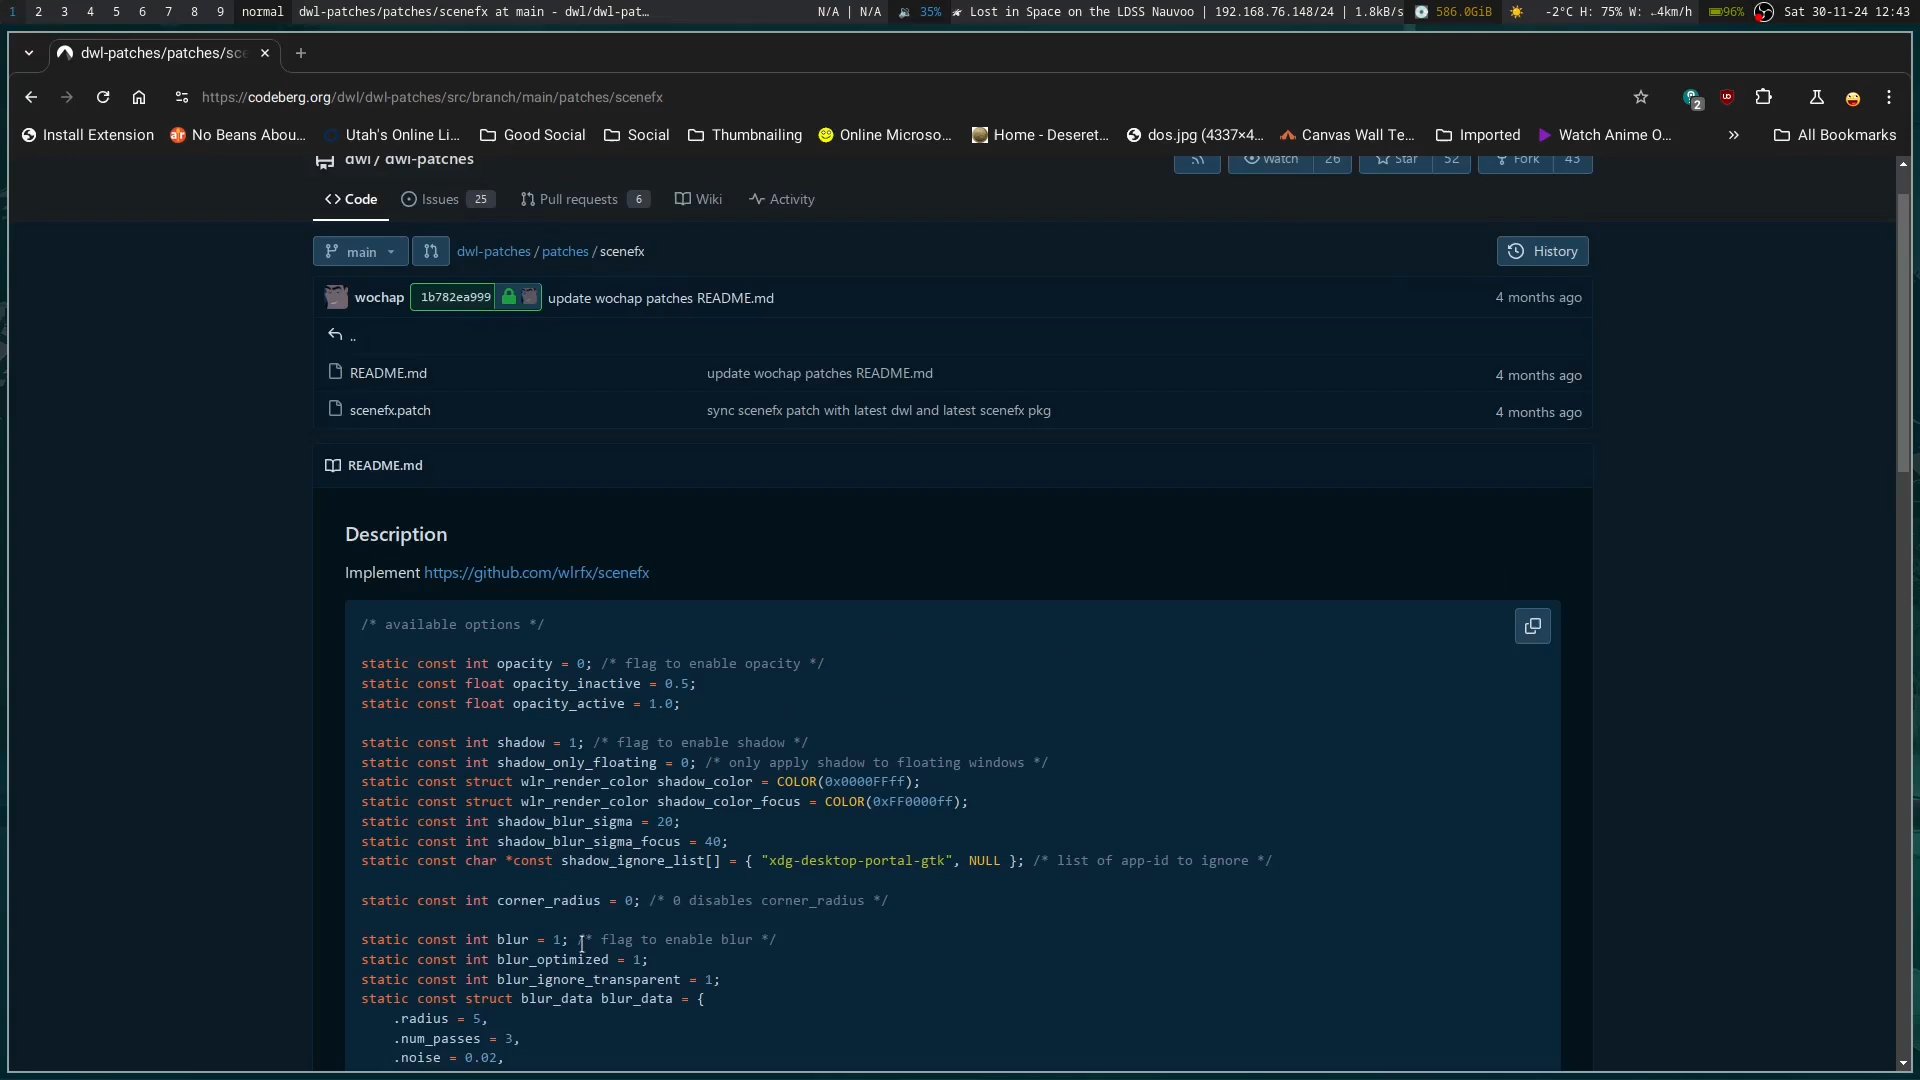 1 2 3 4 5 6 7 8 9 normal dwl-patches/patches/scenefx at main - dwl/dwl-pat… N/A | N/A 35% Lost in Space on the LDSS Nauvoo | 192.168.76.148/24 | 1.8kB/s 586.0GiB -2°C H: 75% W: ←4km/h 96% Sat 30-11-24 12:43
dwl-patches/patches/sce
https://codeberg.org/dwl/dwl-patches/src/branch/main/patches/scenefx 2
Install Extension No Beans Abou... Utah's Online Li... Good Social Social Thumbnailing Online Microso... Home - Deseret... dos.jpg (4337×4... Canvas Wall Te... Imported Watch Anime O... » All Bookmarks
dwl / dwl-patches Watch 26 Star 52 Fork 43
Code Issues 25 Pull requests 6 Wiki Activity
main dwl-patches / patches / scenefx History
wochap 1b782ea999 update wochap patches README.md 4 months ago
..
README.md update wochap patches README.md 4 months ago
scenefx.patch sync scenefx patch with latest dwl and latest scenefx pkg 4 months ago
README.md
Description
Implement https://github.com/wlrfx/scenefx
/* available options */
static const int opacity = 0; /* flag to enable opacity */
static const float opacity_inactive = 0.5;
static const float opacity_active = 1.0;
static const int shadow = 1; /* flag to enable shadow */
static const int shadow_only_floating = 0; /* only apply shadow to floating windows */
static const struct wlr_render_color shadow_color = COLOR(0x0000FFff);
static const struct wlr_render_color shadow_color_focus = COLOR(0xFF0000ff);
static const int shadow_blur_sigma = 20;
static const int shadow_blur_sigma_focus = 40;
static const char *const shadow_ignore_list[] = { "xdg-desktop-portal-gtk", NULL }; /* list of app-id to ignore */
static const int corner_radius = 0; /* 0 disables corner_radius */
static const int blur = 1; /* flag to enable blur */
static const int blur_optimized = 1;
static const int blur_ignore_transparent = 1;
static const struct blur_data blur_data = {
.radius = 5,
.num_passes = 3,
.noise = 0.02,